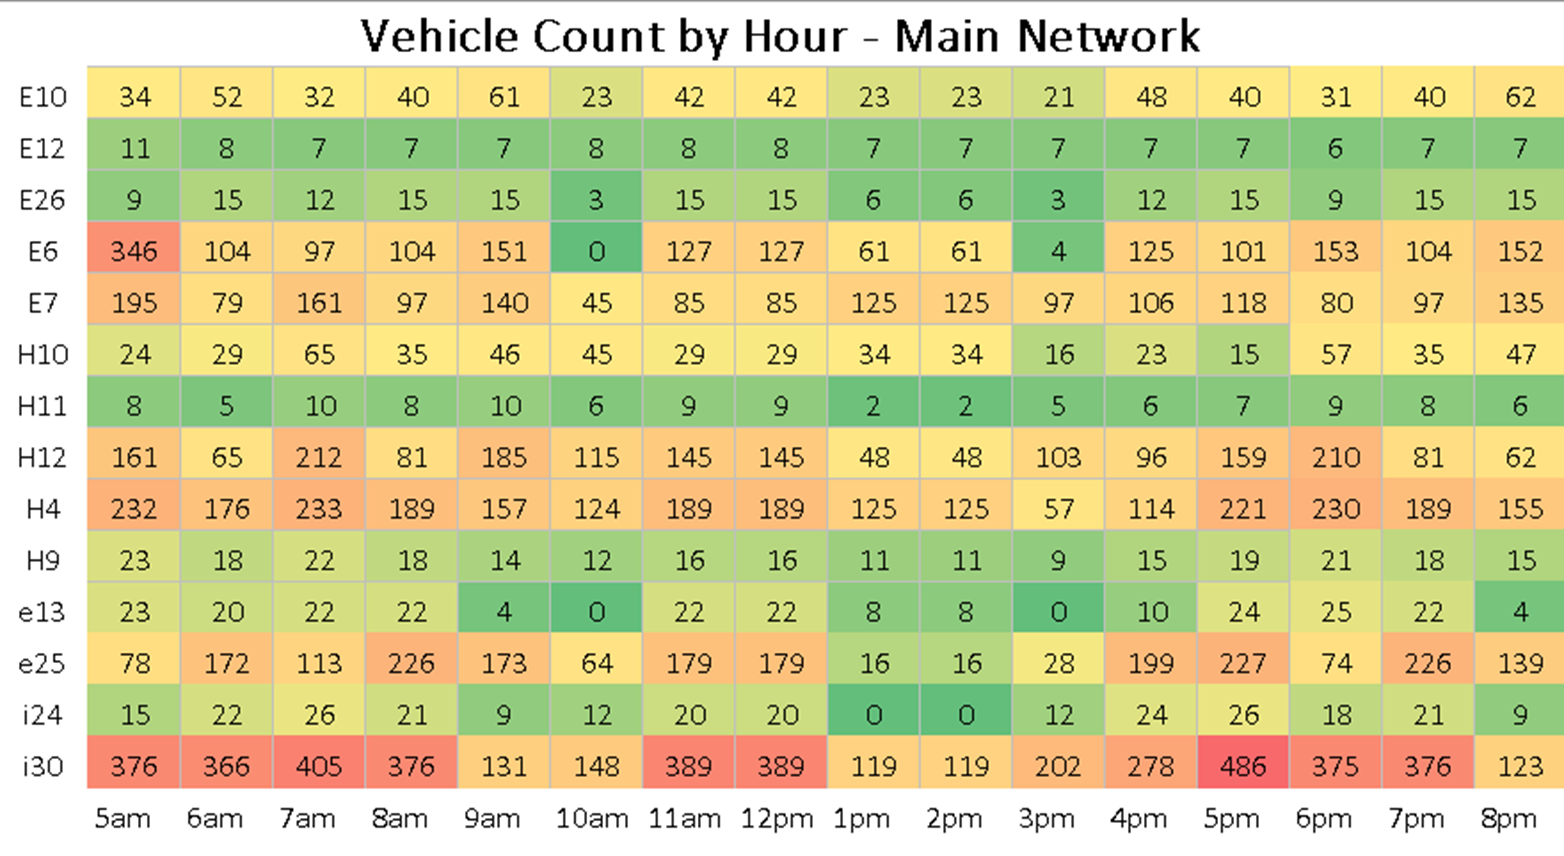 Vehicle Count by Hour - Main Network
E10 34 52 32 40 61 23 42 42 23 23 21 48 40 31 40 62
E12 11 8 7 7 7 8 8 8 7 7 7 7 7 6 7 7
E26 9 15 12 15 15 3 15 15 6 6 3 12 15 9 15 15
E6 346 104 97 104 151 0 127 127 61 61 4 125 101 153 104 152
E7 195 79 161 97 140 45 85 85 125 125 97 106 118 80 97 135
H10 24 29 65 35 46 45 29 29 34 34 16 23 15 57 35 47
H11 8 5 10 8 10 6 9 9 2 2 5 6 7 9 8 6
H12 161 65 212 81 185 115 145 145 48 48 103 96 159 210 81 62
H4 232 176 233 189 157 124 189 189 125 125 57 114 221 230 189 155
H9 23 18 22 18 14 12 16 16 11 11 9 15 19 21 18 15
e13 23 20 22 22 4 0 22 22 8 8 0 10 24 25 22 4
e25 78 172 113 226 173 64 179 179 16 16 28 199 227 74 226 139
i24 15 22 26 21 9 12 20 20 0 0 12 24 26 18 21 9
i30 376 366 405 376 131 148 389 389 119 119 202 278 486 375 376 123
5am 6am 7am 8am 9am 10am 11am 12pm 1pm 2pm 3pm 4pm 5pm 6pm 7pm 8pm